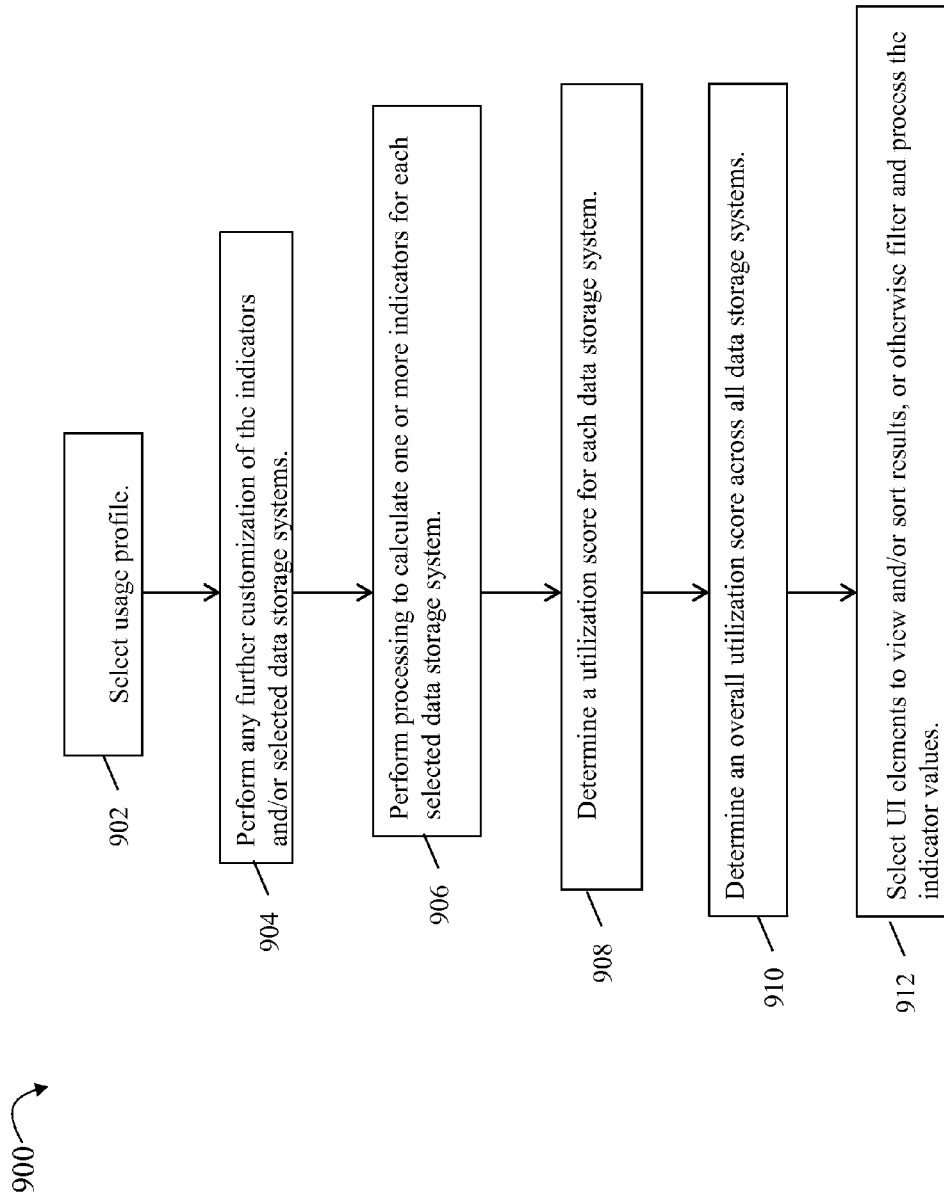 900
902
Select usage profile.
904
Perform any further customization of the indicators
and/or selected data storage systems.
906
Perform processing to calculate one or more indicators for each
selected data storage system.
908
Determine a utilization score for each data storage system.
910
Determine an overall utilization score across all data storage systems.
912
Select UI elements to view and/or sort results, or otherwise filter and process the
indicator values.